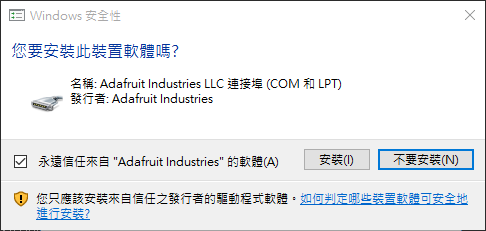 Windows 安全性
您要安裝此裝置軟體嗎?
名稱: Adafruit Industries LLC 連接埠 (COM 和 LPT)
發行者: Adafruit Industries
永遠信任來自 "Adafruit Industries" 的軟體(A)
安裝(I)
不要安裝(N)
您只應該安裝來自信任之發行者的驅動程式軟體。如何判定哪些裝置軟體可安全地
進行安裝?